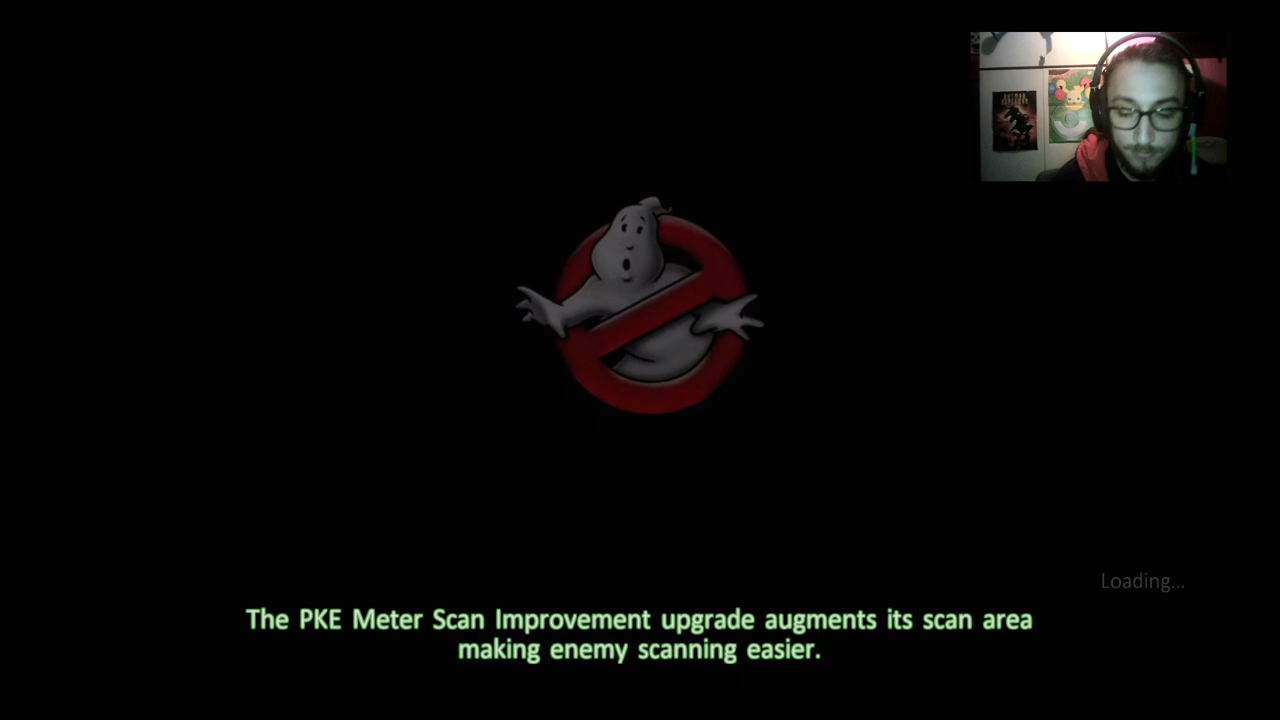 Loading...
The PKE Meter Scan Improvement upgrade augments its scan area
making enemy scanning easier.